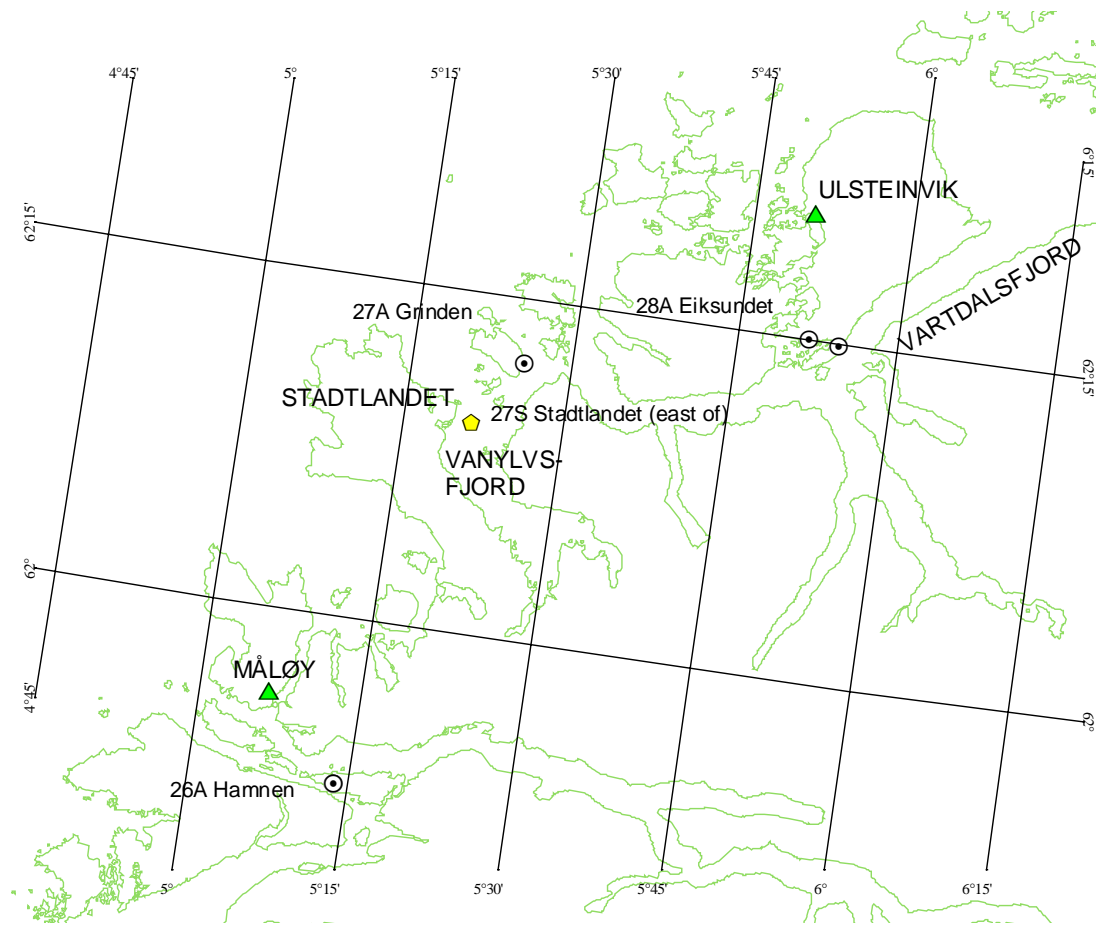 4°45'
5°
5°15'
5°30'
5°45'
6°
6°15'
ULSTEINVIK
62°15'
VARTDALSFJORD
27A Grinden
28A Eiksundet
62°15'
STADTLANDET
27S Stadtlandet (east of)
VANYLVS-
FJORD
62°
MÅLØY
4°45'
62°
26A Hamnen
5°
5°15'
5°30'
5°45'
6°
6°15'